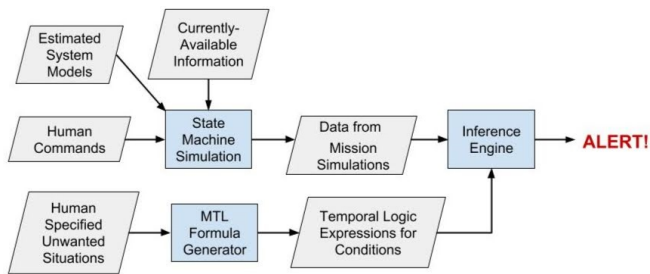 Estimated
System
Models
Currently-
Available
Information
Human
Commands
State
Machine
Simulation
Data from
Mission
Simulations
Inference
Engine
ALERT!
Human
Specified
Unwanted
Situations
MTL
Formula
Generator
Temporal Logic
Expressions for
Conditions